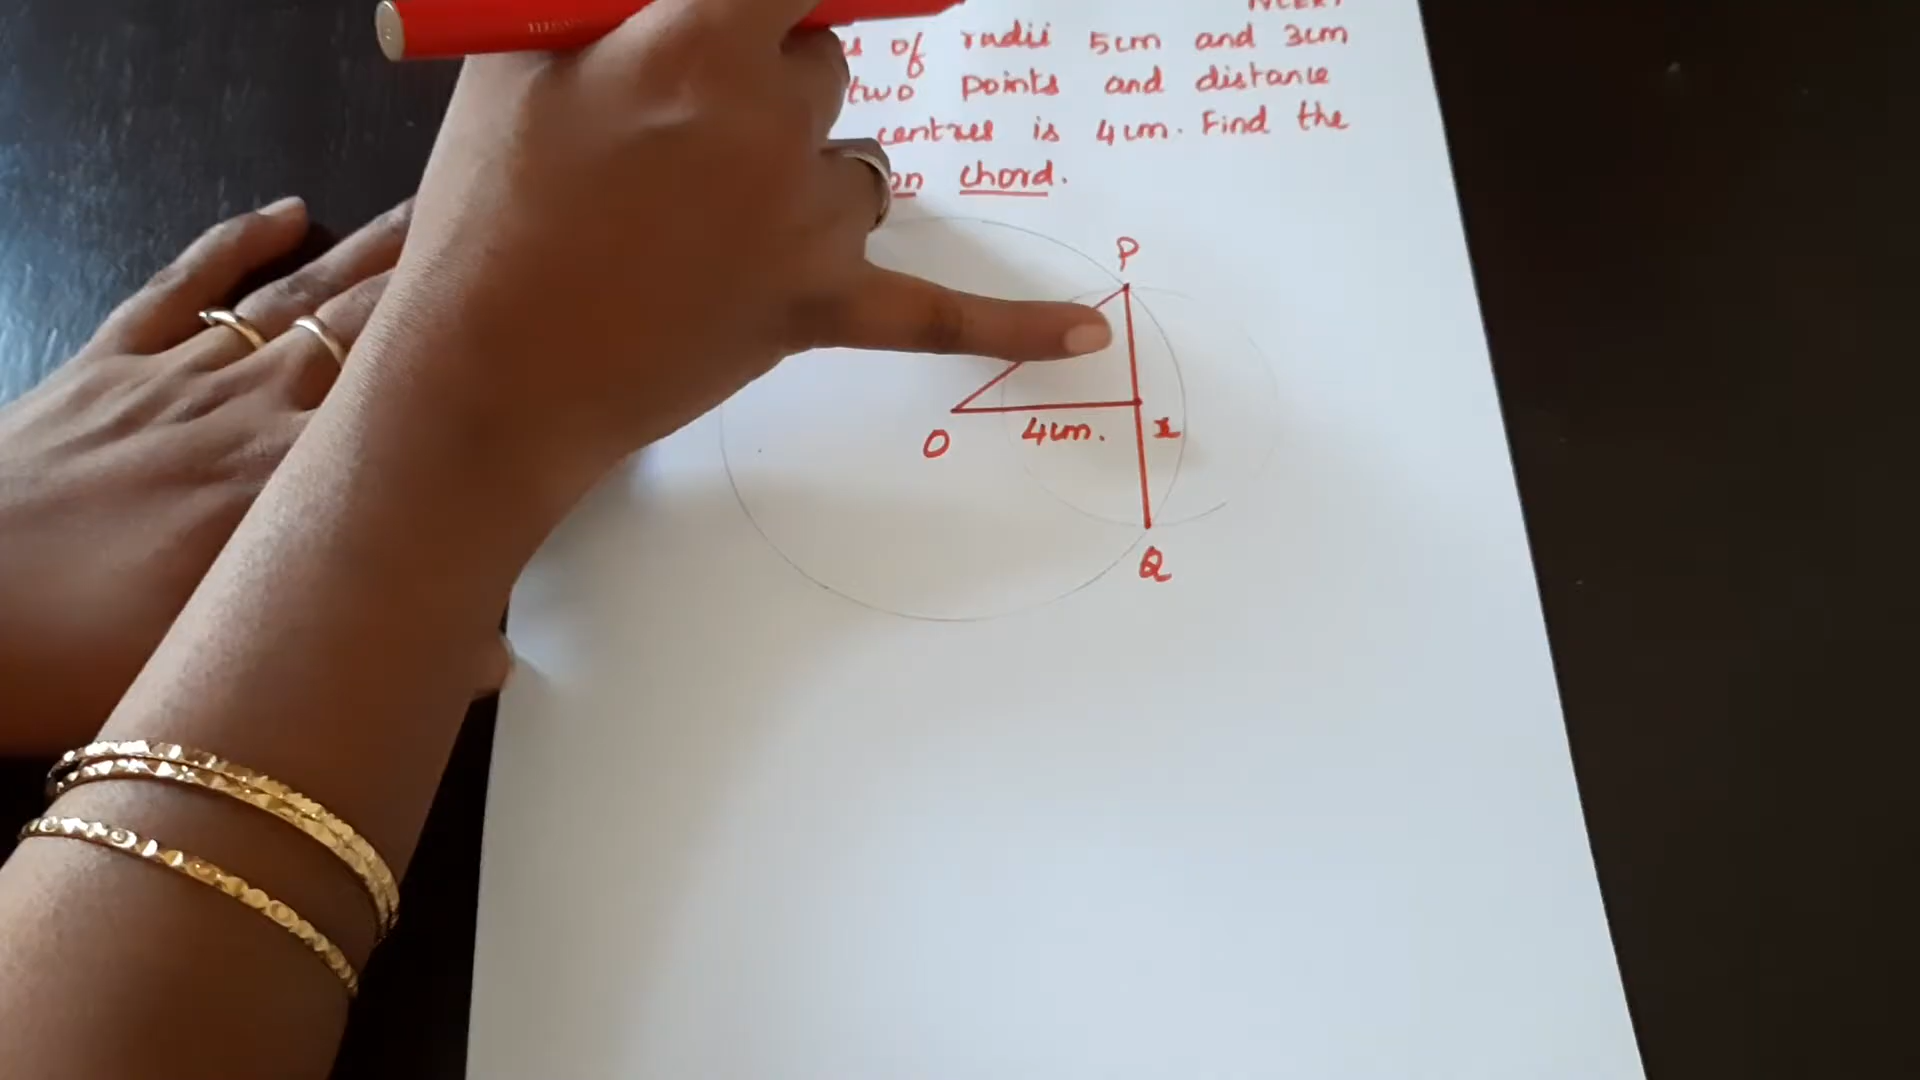 of radii 5cm and 3cm
two points and distance
centres is 4cm. Find the
chord.
P
O 4cm. x
Q